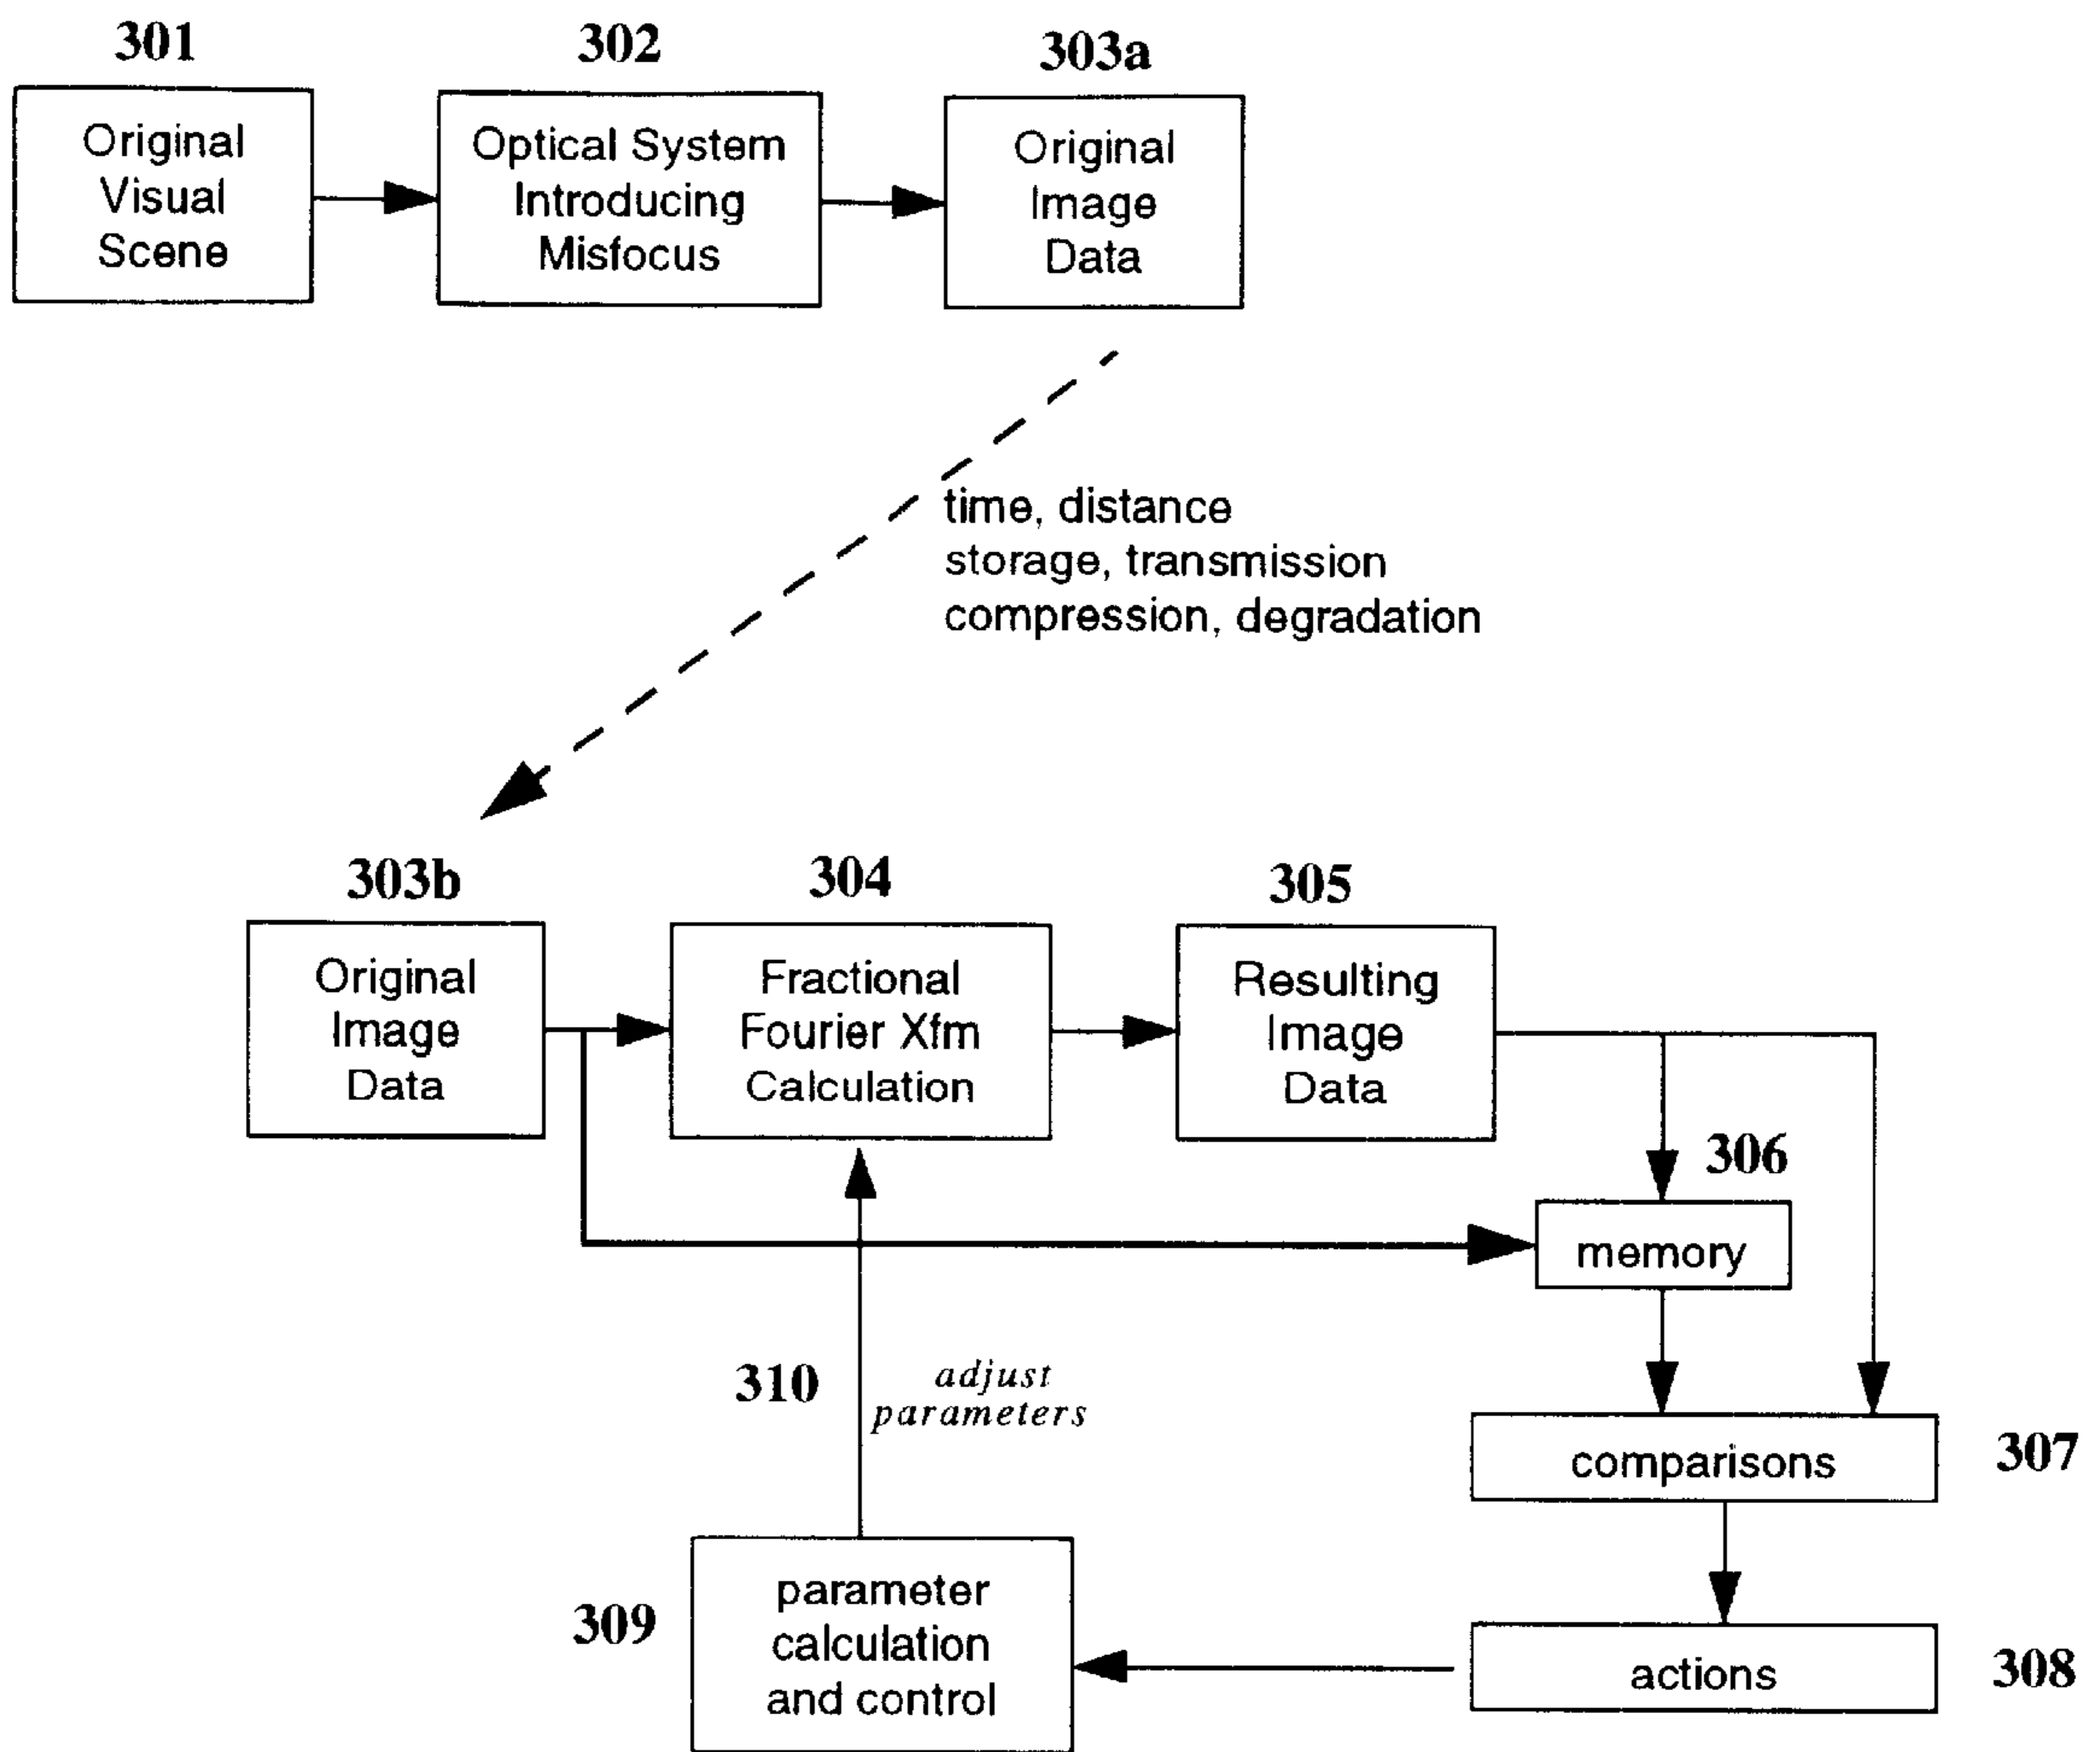 301
302
303a
Original
Visual
Scene
Optical System
Introducing
Misfocus
Original
Image
Data
time, distance
storage, transmission
compression, degradation
303b
304
305
Original
Image
Data
Fractional
Fourier Xfm
Calculation
Resulting
Image
Data
306
memory
310
adjust
parameters
comparisons
307
309
parameter
calculation
and control
actions
308